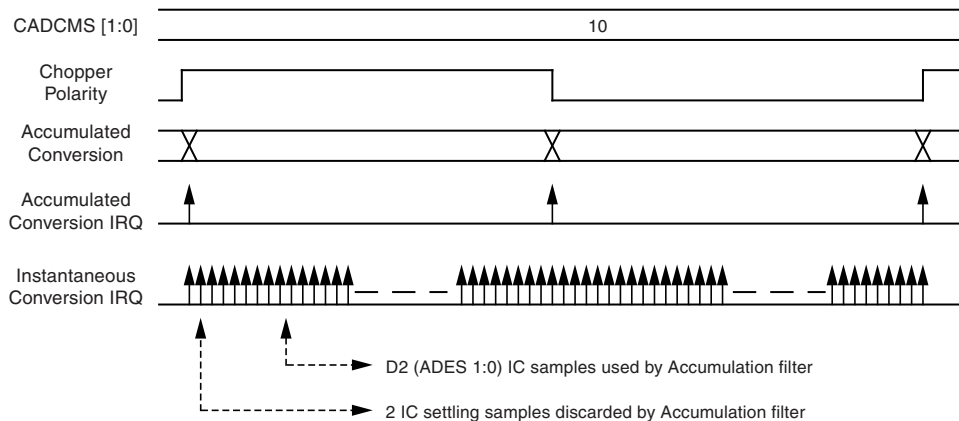 CADCMS [1:0]
10
Chopper
Polarity
Accumulated
Conversion
Accumulated
Conversion IRQ
Instantaneous
Conversion IRQ
D2 (ADES 1:0) IC samples used by Accumulation filter
2 IC settling samples discarded by Accumulation filter